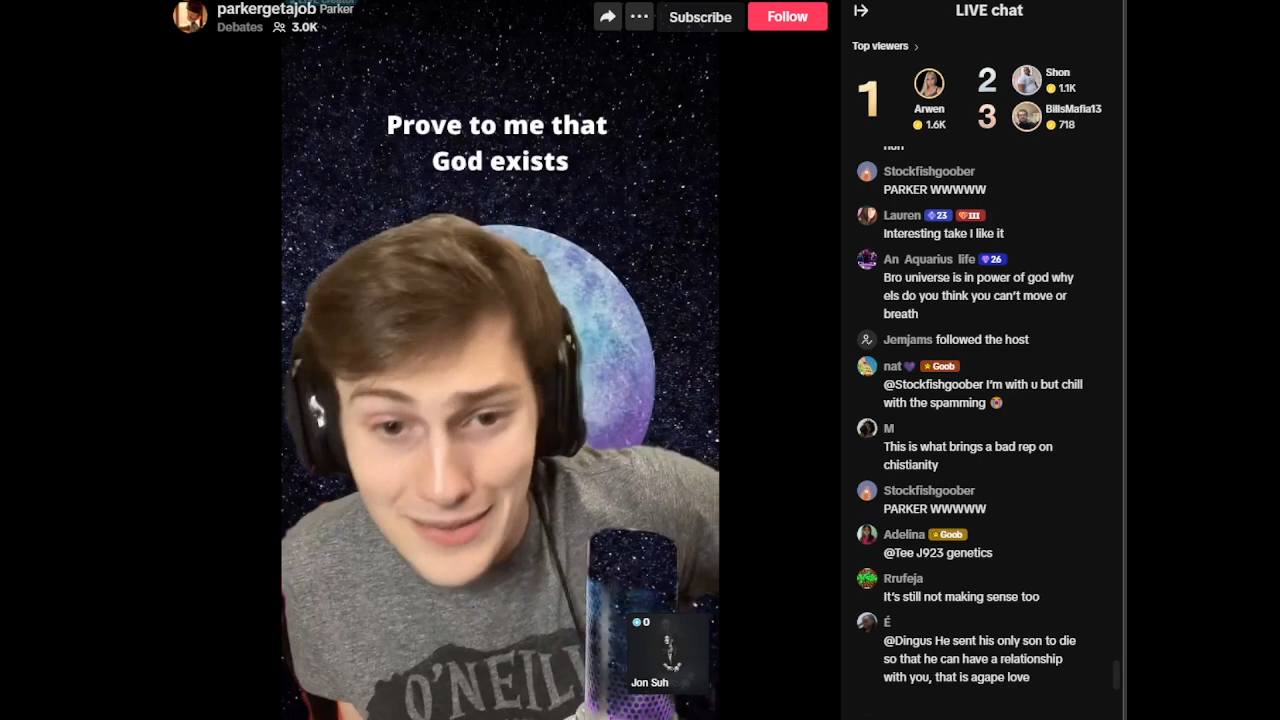 parkergetajob Parker
Debates 3.0K
Subscribe
Follow
Prove to me that
God exists
O'NEILL
0
Jon Suh
LIVE chat
Top viewers
1
Arwen
1.6K
2
Shon
1.1K
3
BillsMafia13
718
Stockfishgoober
PARKER WWWWW
Lauren 23 III
Interesting take I like it
An Aquarius life 26
Bro universe is in power of god why
els do you think you can't move or
breath
Jemjams followed the host
nat💜 Goob
@Stockfishgoober I'm with u but chill
with the spamming 😭
M
This is what brings a bad rep on
chistianity
Stockfishgoober
PARKER WWWWW
Adelina Goob
@Tee J923 genetics
Rrufeja
It's still not making sense too
É
@Dingus He sent his only son to die
so that he can have a relationship
with you, that is agape love